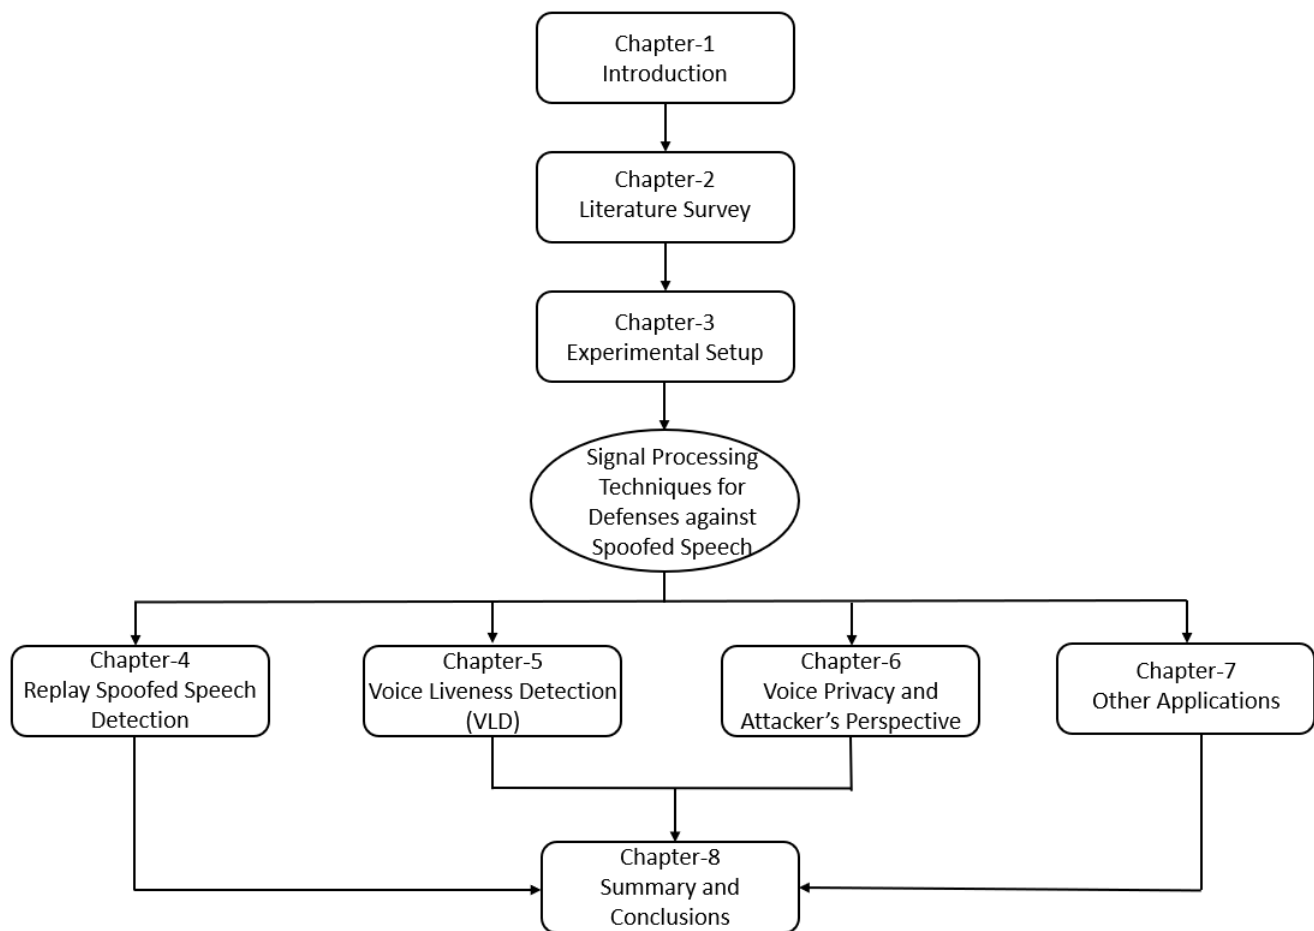 Chapter-1
Introduction
Chapter-2
Literature Survey
Chapter-3
Experimental Setup
Signal Processing
Techniques for
Defenses against
Spoofed Speech
Chapter-4
Replay Spoofed Speech
Detection
Chapter-5
Voice Liveness Detection
(VLD)
Chapter-6
Voice Privacy and
Attacker’s Perspective
Chapter-7
Other Applications
Chapter-8
Summary and
Conclusions